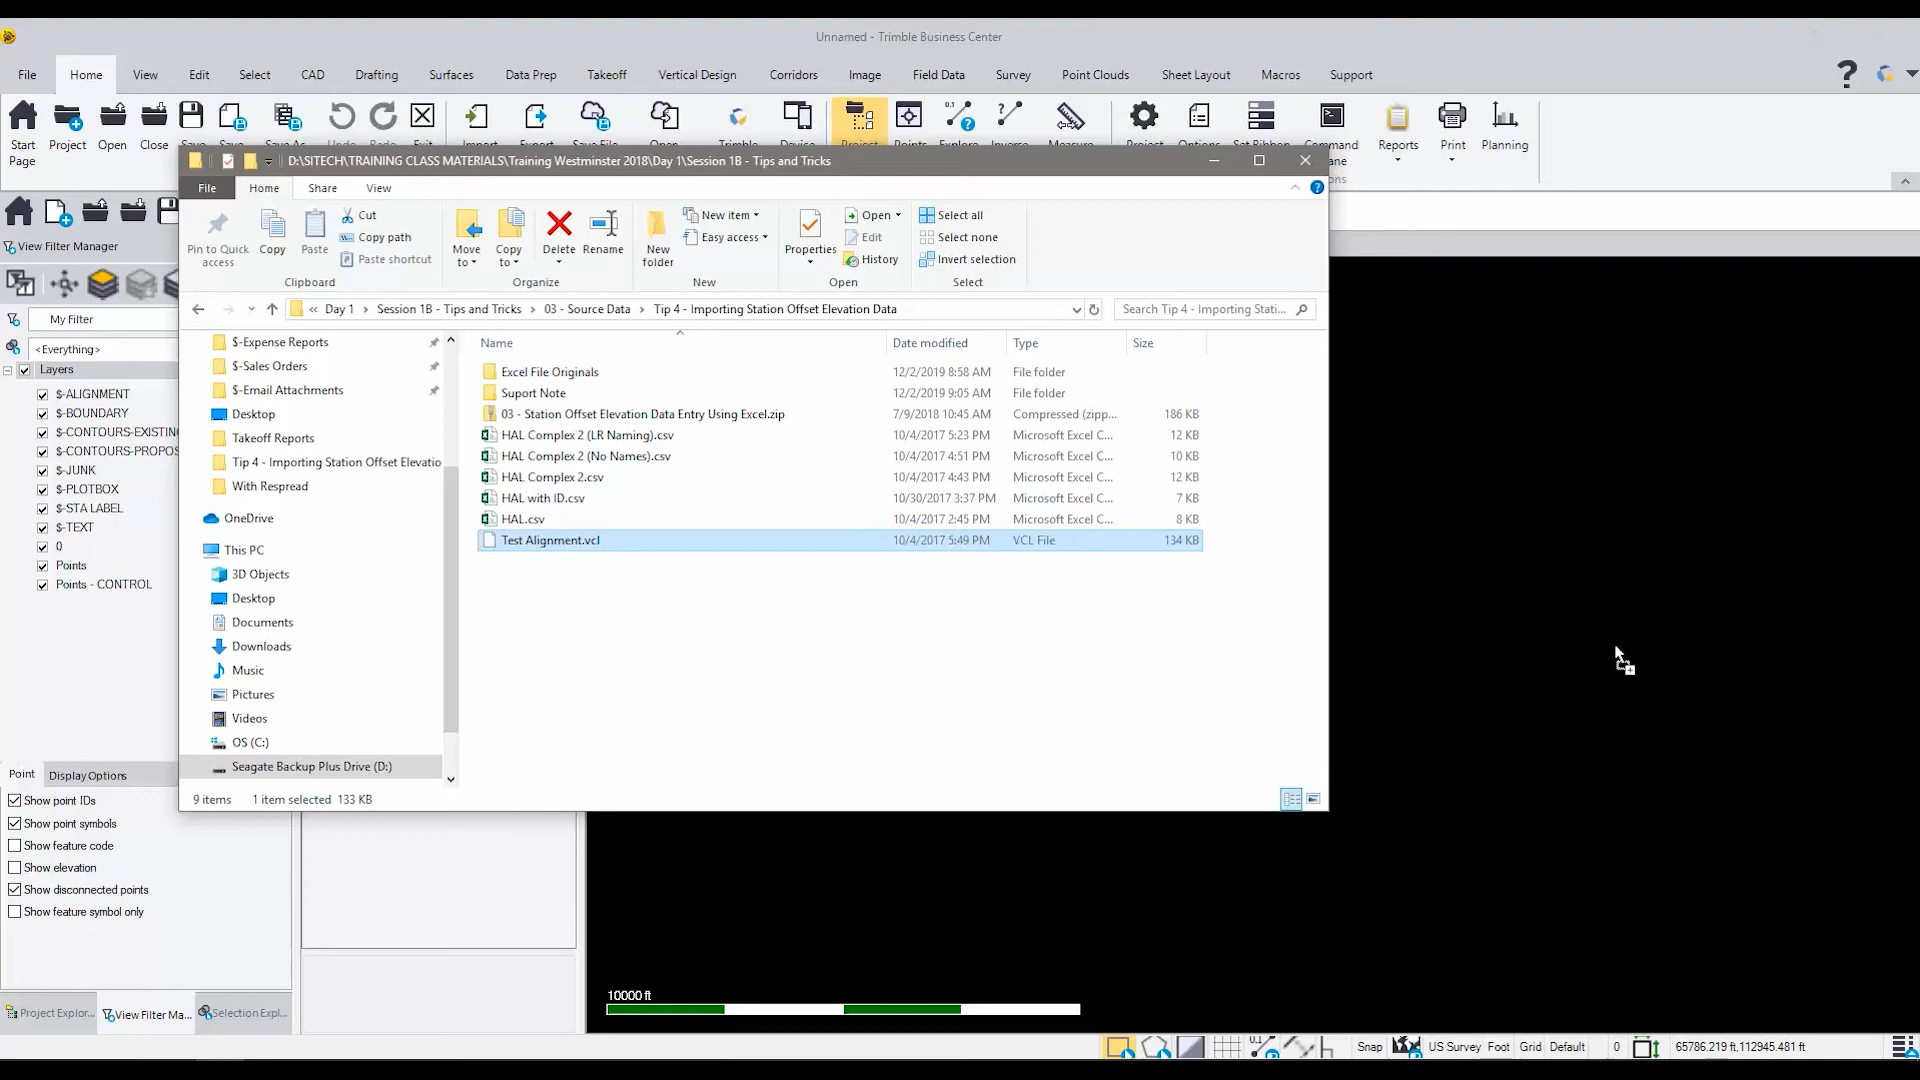 Unnamed - Trimble Business Center
File Home View Edit Select CAD Drafting Surfaces Data Prep Takeoff Vertical Design Corridors Image Field Data Survey Point Clouds Sheet Layout Macros Support
Start Page
Project
Open
Close
Reports
Print
Planning
D:\SITECH\TRAINING CLASS MATERIALS\Training Westminster 2018\Day 1\Session 1B - Tips and Tricks
File Home Share View
Pin to Quick access
Copy
Paste
Cut
Copy path
Paste shortcut
Clipboard
Move to
Copy to
Delete
Rename
Organize
New folder
New item
Easy access
New
Properties
Open
Edit
History
Open
Select all
Select none
Invert selection
Select
« Day 1 > Session 1B - Tips and Tricks > 03 - Source Data > Tip 4 - Importing Station Offset Elevation Data
Search Tip 4 - Importing Stati...
View Filter Manager
My Filter
<Everything>
Layers
$-ALIGNMENT
$-BOUNDARY
$-CONTOURS-EXISTIN
$-CONTOURS-PROPOS
$-JUNK
$-PLOTBOX
$-STA LABEL
$-TEXT
0
Points
Points - CONTROL
$-Expense Reports
$-Sales Orders
$-Email Attachments
Desktop
Takeoff Reports
Tip 4 - Importing Station Offset Elevatio
With Respread
OneDrive
This PC
3D Objects
Desktop
Documents
Downloads
Music
Pictures
Videos
OS (C:)
Seagate Backup Plus Drive (D:)
Name Date modified Type Size
Excel File Originals 12/2/2019 8:58 AM File folder
Suport Note 12/2/2019 9:05 AM File folder
03 - Station Offset Elevation Data Entry Using Excel.zip 7/9/2018 10:45 AM Compressed (zipp... 186 KB
HAL Complex 2 (LR Naming).csv 10/4/2017 5:23 PM Microsoft Excel C... 12 KB
HAL Complex 2 (No Names).csv 10/4/2017 4:51 PM Microsoft Excel C... 10 KB
HAL Complex 2.csv 10/4/2017 4:43 PM Microsoft Excel C... 12 KB
HAL with ID.csv 10/30/2017 3:37 PM Microsoft Excel C... 7 KB
HAL.csv 10/4/2017 2:45 PM Microsoft Excel C... 8 KB
Test Alignment.vcl 10/4/2017 5:49 PM VCL File 134 KB
9 items 1 item selected 133 KB
Point Display Options
Show point IDs
Show point symbols
Show feature code
Show elevation
Show disconnected points
Show feature symbol only
Project Explor... View Filter Ma... Selection Expl...
10000 ft
Snap US Survey Foot Grid Default 0 65786.219 ft,112945.481 ft